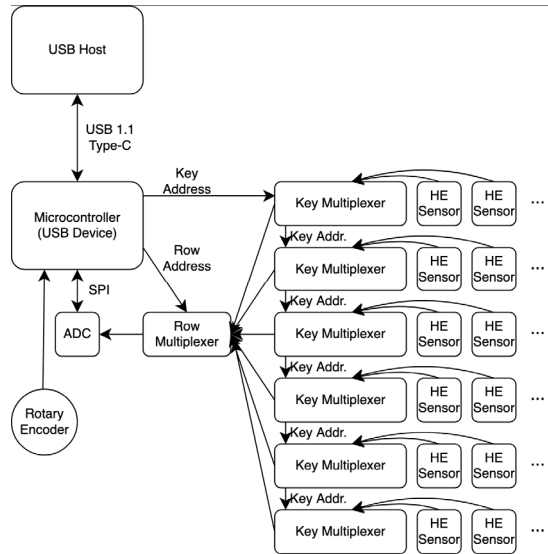 USB Host
USB 1.1
Type-C
Key
Address
Microcontroller
(USB Device)
Row
Address
SPI
ADC
Row
Multiplexer
Rotary
Encoder
Key Multiplexer
HE
Sensor
HE
Sensor
...
Key Addr.
Key Multiplexer
HE
Sensor
HE
Sensor
...
Key Addr.
Key Multiplexer
HE
Sensor
HE
Sensor
...
Key Addr.
Key Multiplexer
HE
Sensor
HE
Sensor
...
Key Addr.
Key Multiplexer
HE
Sensor
HE
Sensor
...
Key Addr.
Key Multiplexer
HE
Sensor
HE
Sensor
...